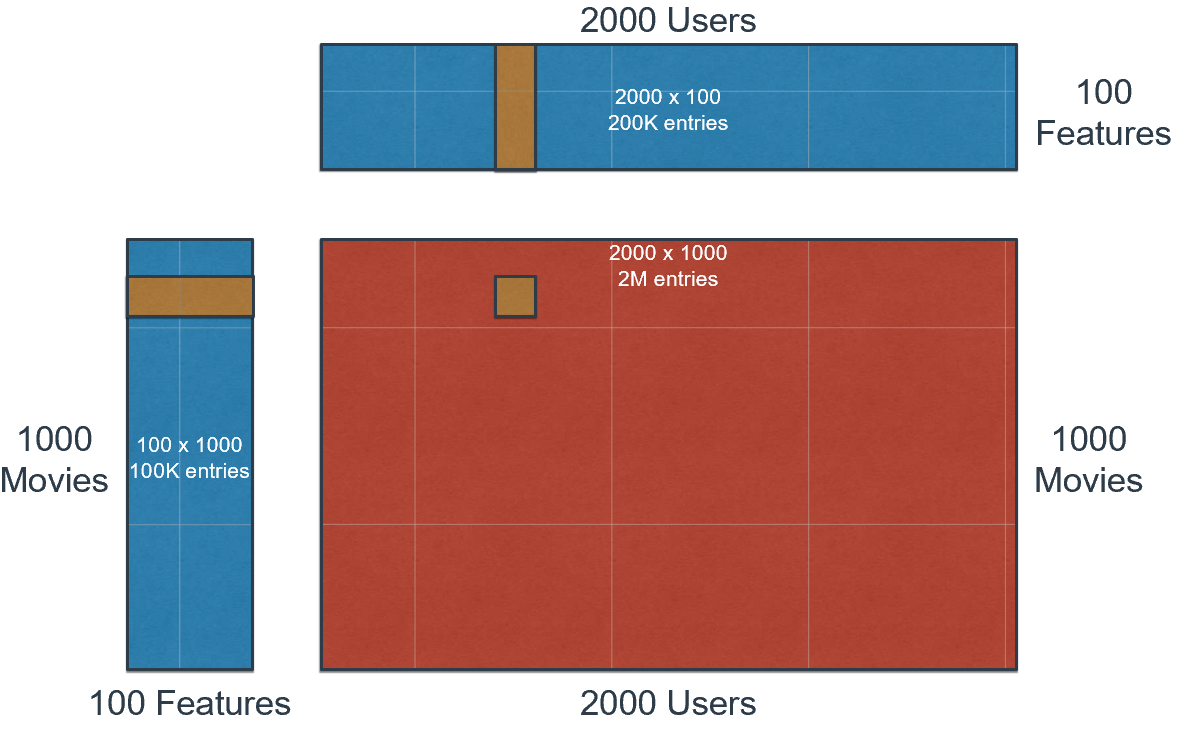 2000 Users
2000 x 100
200K entries
100
Features
2000 x 1000
2M entries
1000
Movies
100 x 1000
100K entries
1000
Movies
100 Features
2000 Users